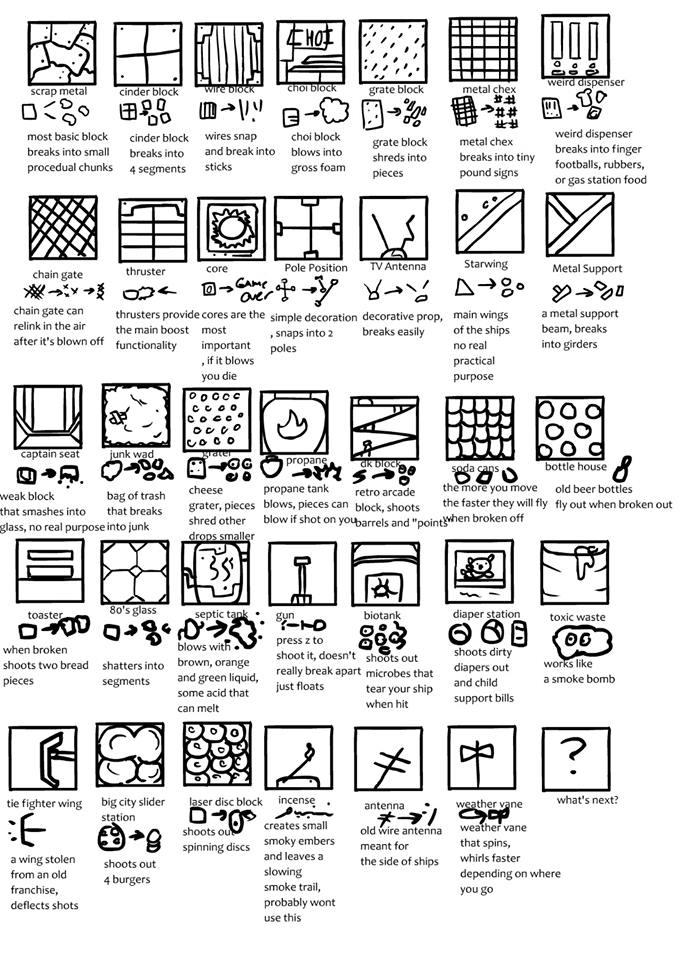 CHOI
scrap metal
cinder block
wire block
choi block
grate block
metal chex
weird dispenser
most basic block
breaks into small
procedual chunks
cinder block
breaks into
4 segments
wires snap
and break into
sticks
choi block
blows into
gross foam
grate block
shreds into
pieces
metal chex
breaks into tiny
pound signs
weird dispenser
breaks into finger
footballs, rubbers,
or gas station food
chain gate
thruster
core
Pole Position
TV Antenna
Starwing
Metal Support
GAME
OVER
chain gate can
relink in the air
after it's blown off
thrusters provide
the main boost
functionality
cores are the
most
important
, if it blows
you die
simple decoration
, snaps into 2
poles
decorative prop,
breaks easily
main wings
of the ships
no real
practical
purpose
a metal support
beam, breaks
into girders
captain seat
junk wad
grater
propane
dk block
soda cans
bottle house
weak block
that smashes into
glass, no real purpose
bag of trash
that breaks
into junk
cheese
grater, pieces
shred other
drops smaller
propane tank
blows, pieces can
blow if shot on you
retro arcade
block, shoots
barrels and "points"
the more you move
the faster they will fly
when broken off
old beer bottles
fly out when broken out
toaster
80's glass
septic tank
gun
biotank
diaper station
toxic waste
when broken
shoots two bread
pieces
shatters into
segments
blows with
brown, orange
and green liquid,
some acid that
can melt
press z to
shoot it, doesn't
really break apart
just floats
shoots out
microbes that
tear your ship
when hit
shoots dirty
diapers out
and child
support bills
works like
a smoke bomb
?
tie fighter wing
big city slider
station
laser disc block
incense
antenna
weather vane
what's next?
a wing stolen
from an old
franchise,
deflects shots
shoots out
4 burgers
shoots out
spinning discs
creates small
smoky embers
and leaves a
slowing
smoke trail,
probably wont
use this
old wire antenna
meant for
the side of ships
weather vane
that spins,
whirls faster
depending on where
you go